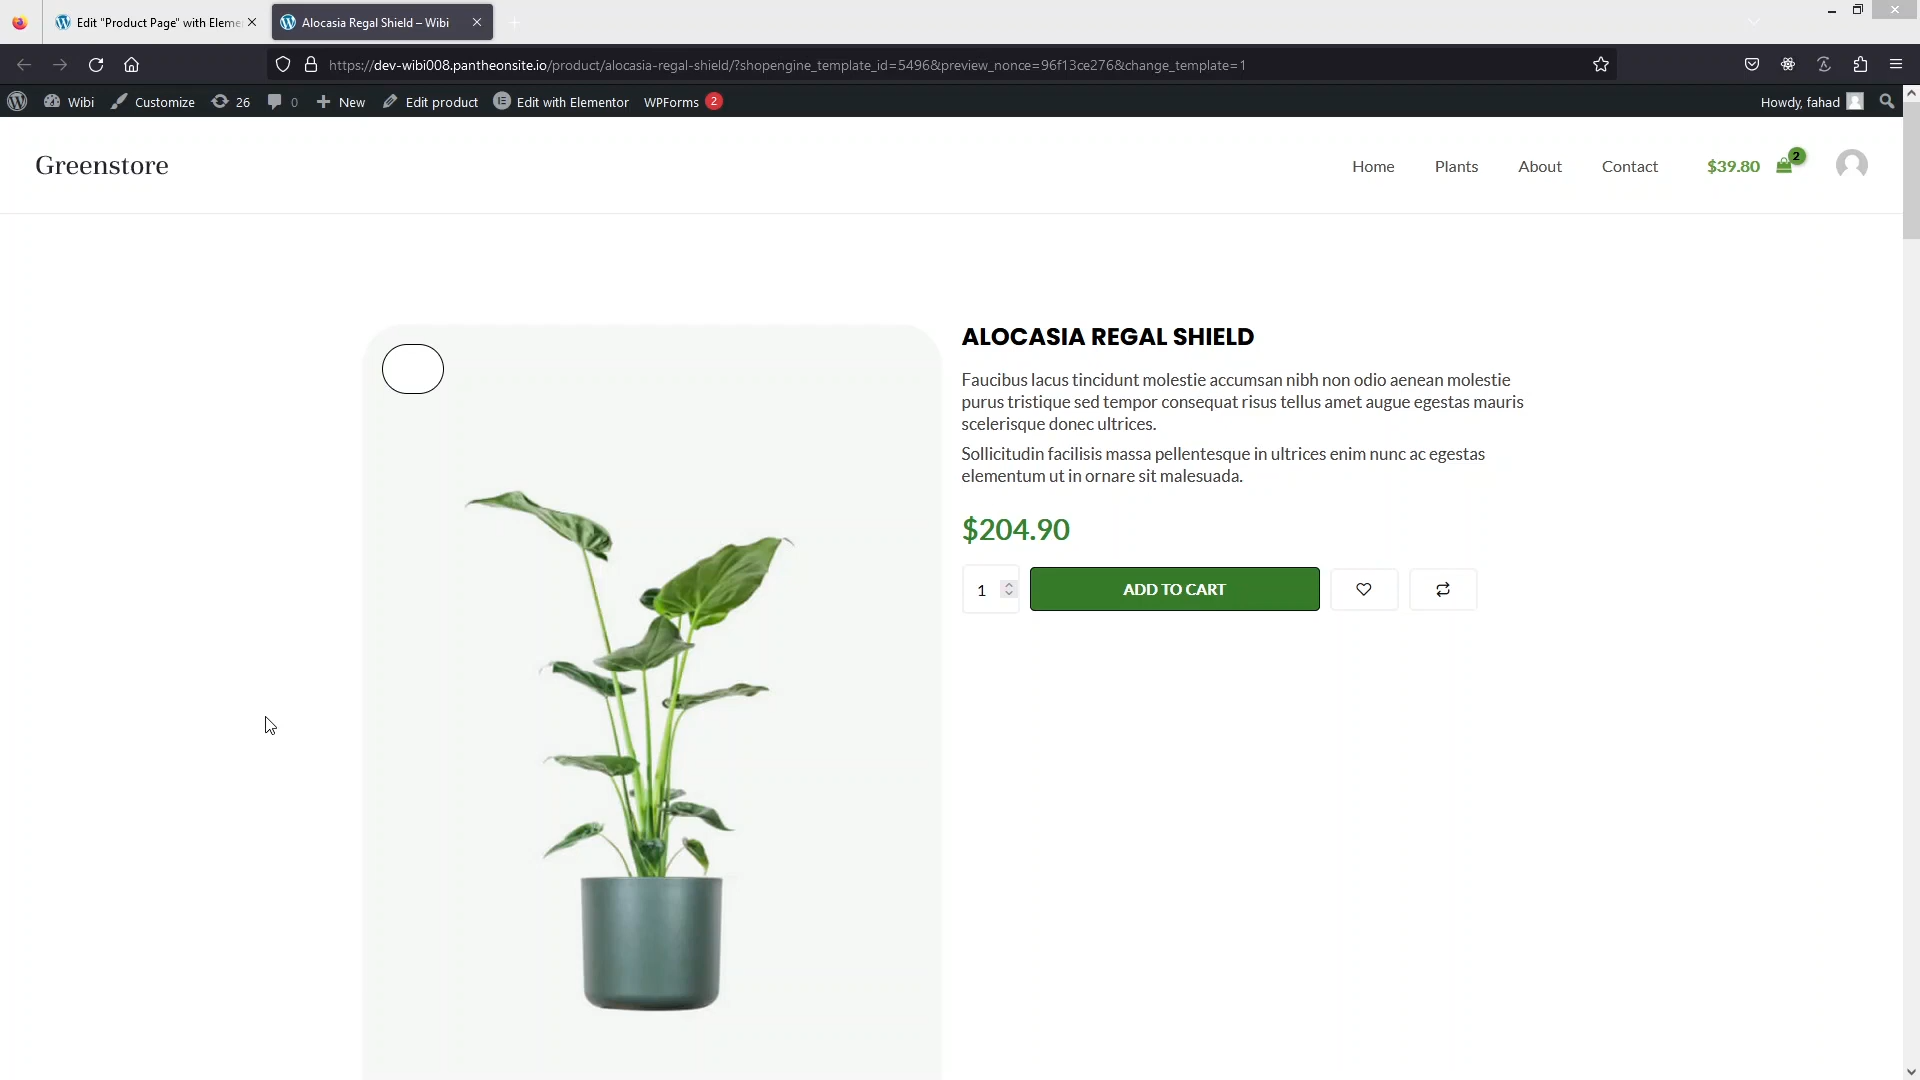 Edit "Product Page" with Eleme
Alocasia Regal Shield – Wibi
https://dev-wibi008.pantheonsite.io/product/alocasia-regal-shield/?shopengine_template_id=5496&preview_nonce=96f13ce276&change_template=1
Wibi Customize 26 0 New Edit product Edit with Elementor WPForms 2 Howdy, fahad
Greenstore Home Plants About Contact $39.80 2
ALOCASIA REGAL SHIELD
Faucibus lacus tincidunt molestie accumsan nibh non odio aenean molestie
purus tristique sed tempor consequat risus tellus amet augue egestas mauris
scelerisque donec ultrices.
Sollicitudin facilisis massa pellentesque in ultrices enim nunc ac egestas
elementum ut in ornare sit malesuada.
$204.90
1 ADD TO CART